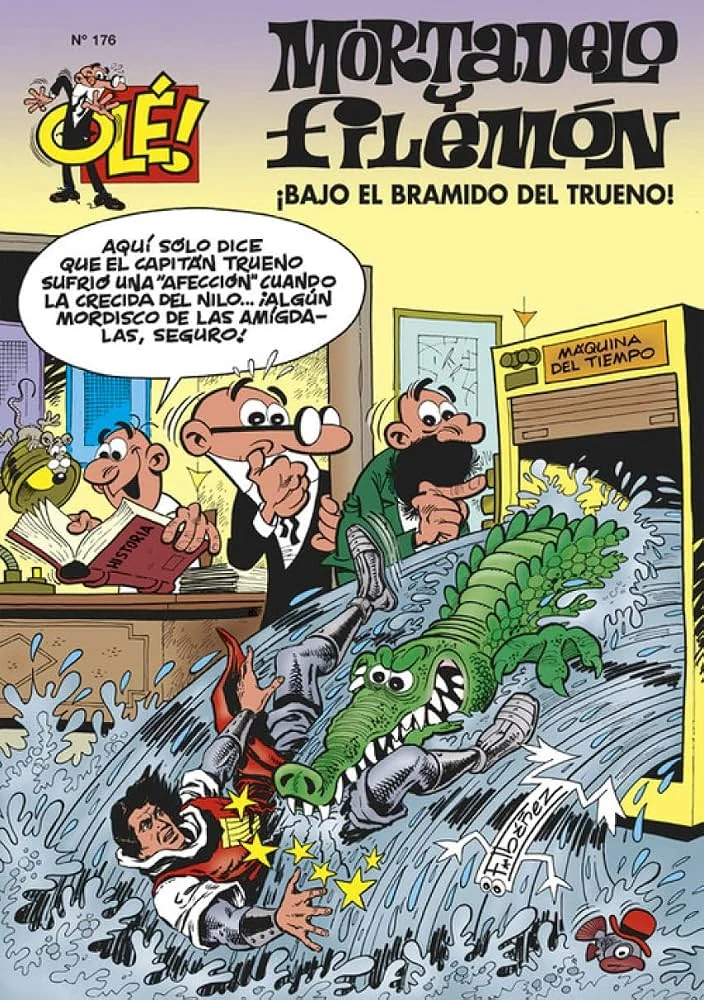 Nº 176
OLÉ!
MORTADELO
Y
FILEMÓN
¡BAJO EL BRAMIDO DEL TRUENO!
AQUÍ SÓLO DICE
QUE EL CAPITÁN TRUENO
SUFRIÓ UNA "AFECCIÓN" CUANDO
LA CRECIDA DEL NILO... ¡ALGÚN
MORDISCO DE LAS AMÍGDA-
LAS, SEGURO!
MÁQUINA
DEL TIEMPO
HISTORIA
F. Ibáñez